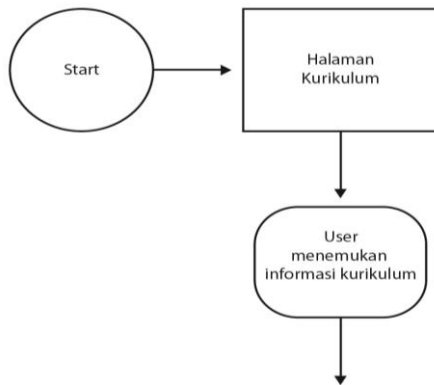 Start
Halaman
Kurikulum
User
menemukan
informasi kurikulum